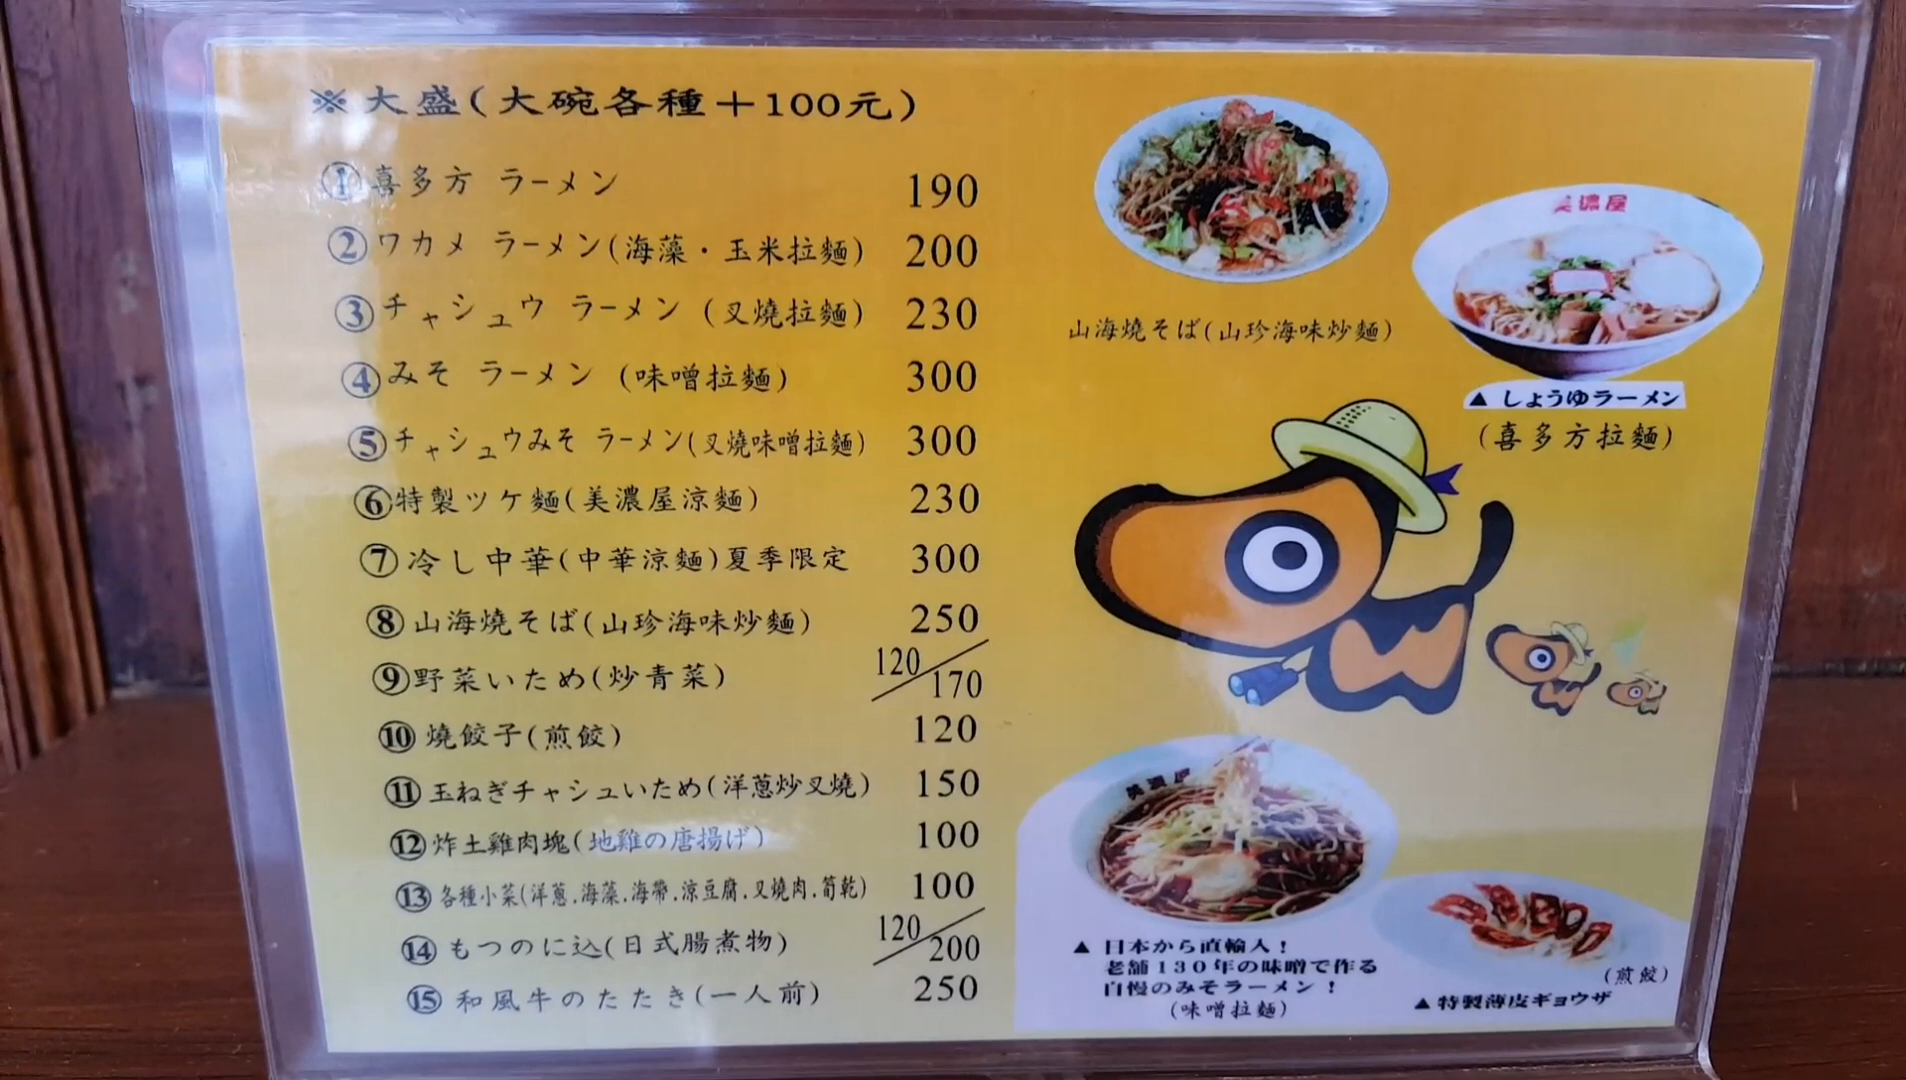 ※大盛(大碗各種＋100元)
①喜多方 ラーメン 190
②ワカメ ラーメン(海藻・玉米拉麵) 200
③チャシュウ ラーメン (叉燒拉麵) 230
④みそ ラーメン (味噌拉麵) 300
⑤チャシュウみそ ラーメン(叉燒味噌拉麵) 300
⑥特製ツケ麵(美濃屋涼麵) 230
⑦冷し中華(中華涼麵)夏季限定 300
⑧山海燒そば(山珍海味炒麵) 250
⑨野菜いため(炒青菜) 120/170
⑩燒餃子(煎餃) 120
⑪玉ねぎチャシュいため(洋蔥炒叉燒) 150
⑫炸土雞肉塊(地雞の唐揚げ) 100
⑬各種小菜(洋蔥.海藻.海帶.涼豆腐.叉燒肉.筍乾) 100
⑭もつのに込(日式腸煮物) 120/200
⑮和風牛のたたき(一人前) 250
山海燒そば(山珍海味炒麵)
美濃屋
▲しょうゆラーメン
(喜多方拉麵)
美濃屋
▲日本から直輸入！
老舗130年の味噌で作る
自慢のみそラーメン！
(味噌拉麵)
(煎餃)
▲特製薄皮ギョウザ